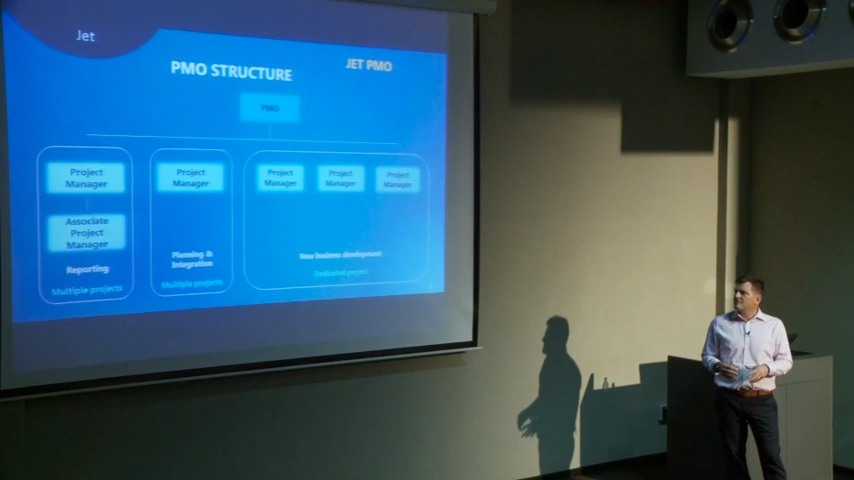 Jet
PMO STRUCTURE
JET PMO
PMO
Project
Manager
Associate
Project
Manager
Reporting
Multiple projects
Project
Manager
Planning &
Integration
Multiple projects
Project
Manager
Project
Manager
Project
Manager
New business development
Dedicated project